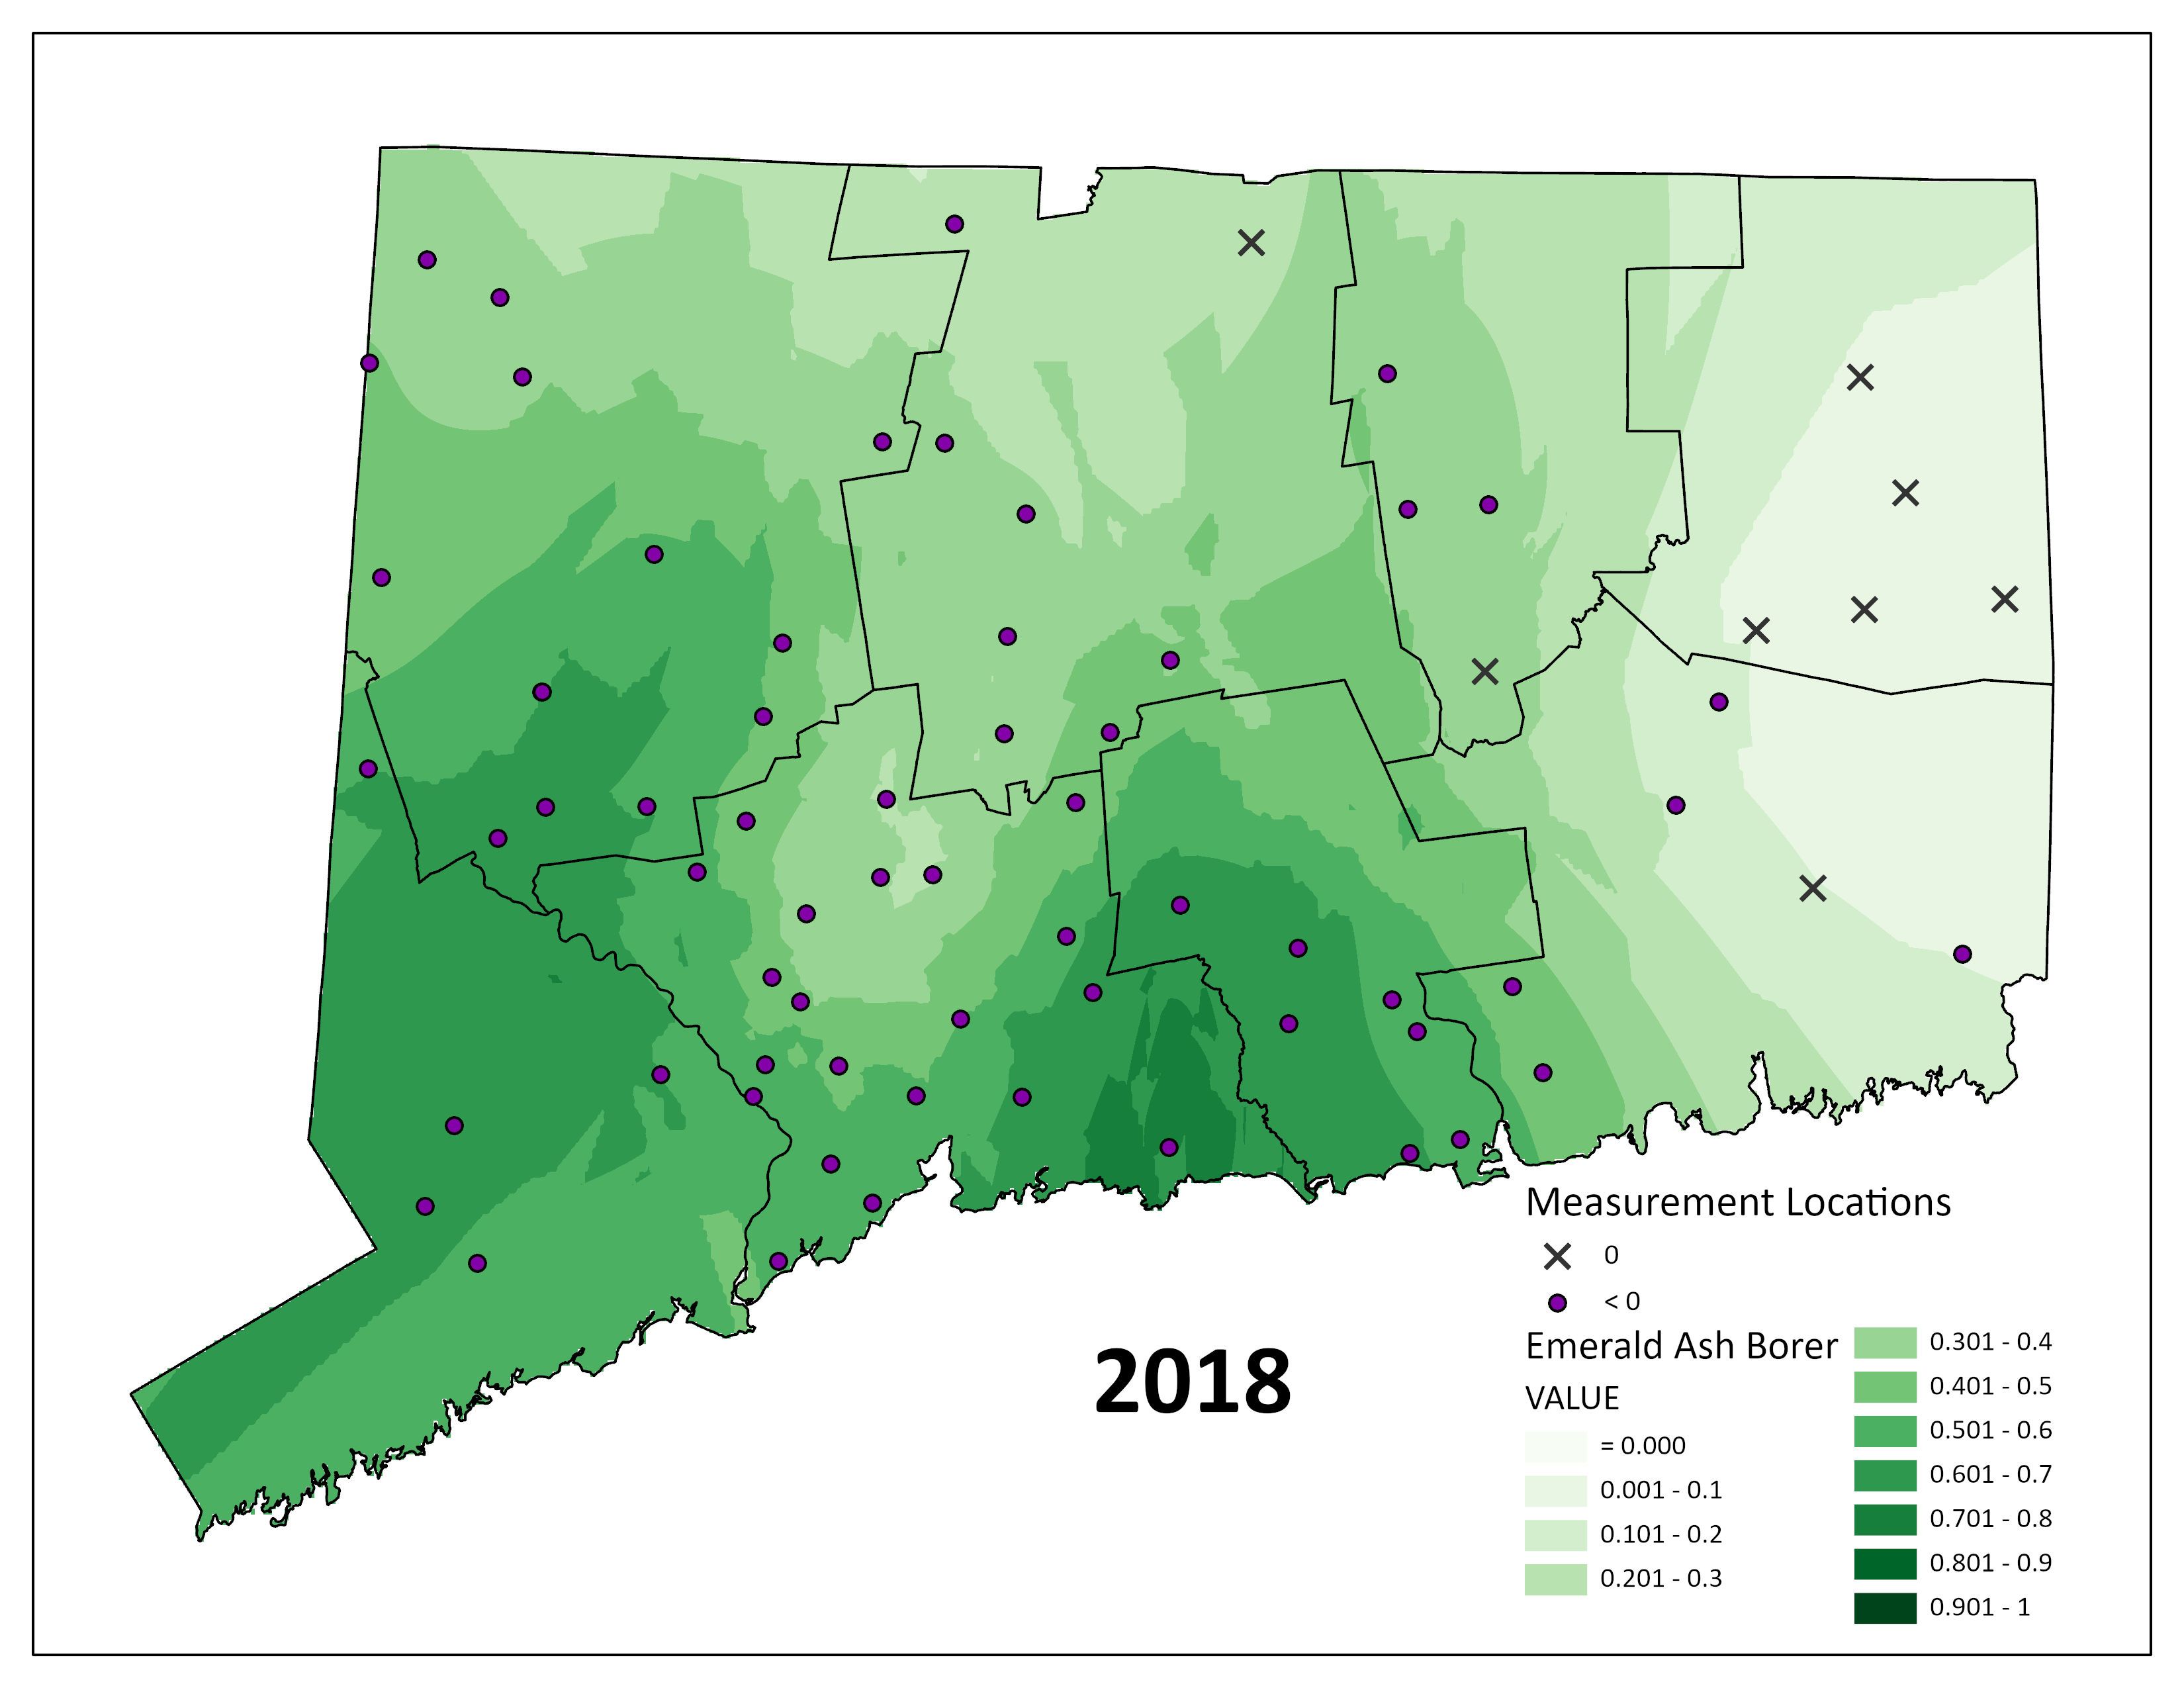 2018
Measurement Locations
0
< 0
Emerald Ash Borer
VALUE
= 0.000
0.001 - 0.1
0.101 - 0.2
0.201 - 0.3
0.301 - 0.4
0.401 - 0.5
0.501 - 0.6
0.601 - 0.7
0.701 - 0.8
0.801 - 0.9
0.901 - 1